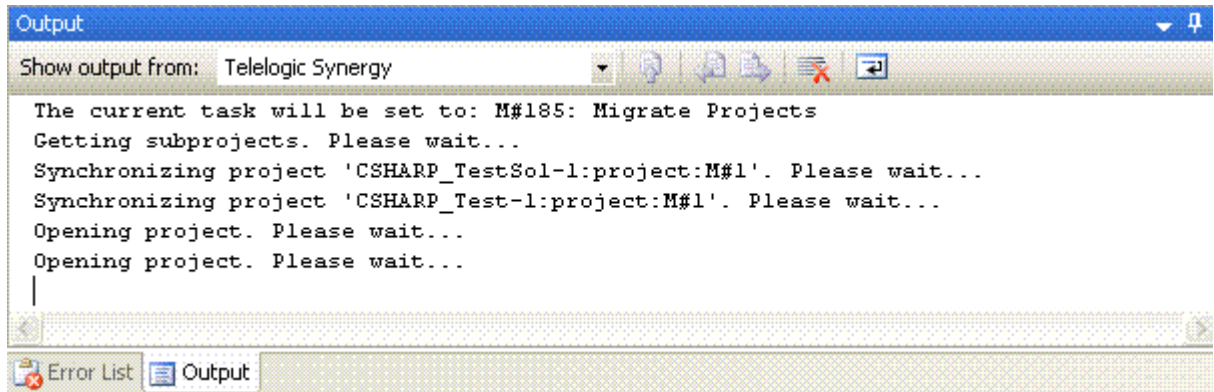 Output
Show output from: Telelogic Synergy
The current task will be set to: M#185: Migrate Projects
Getting subprojects. Please wait...
Synchronizing project 'CSHARP_TestSol-1:project:M#1'. Please wait...
Synchronizing project 'CSHARP_Test-1:project:M#1'. Please wait...
Opening project. Please wait...
Opening project. Please wait...
Error List Output